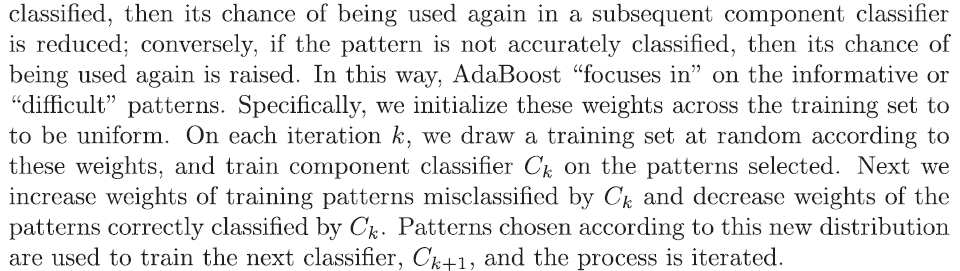 classified, then its chance of being used again in a subsequent component classifier
is reduced; conversely, if the pattern is not accurately classified, then its chance of
being used again is raised. In this way, AdaBoost “focuses in” on the informative or
“difficult” patterns. Specifically, we initialize these weights across the training set to
to be uniform. On each iteration k, we draw a training set at random according to
these weights, and train component classifier Cₖ on the patterns selected. Next we
increase weights of training patterns misclassified by Cₖ and decrease weights of the
patterns correctly classified by Cₖ. Patterns chosen according to this new distribution
are used to train the next classifier, Cₖ₊₁, and the process is iterated.